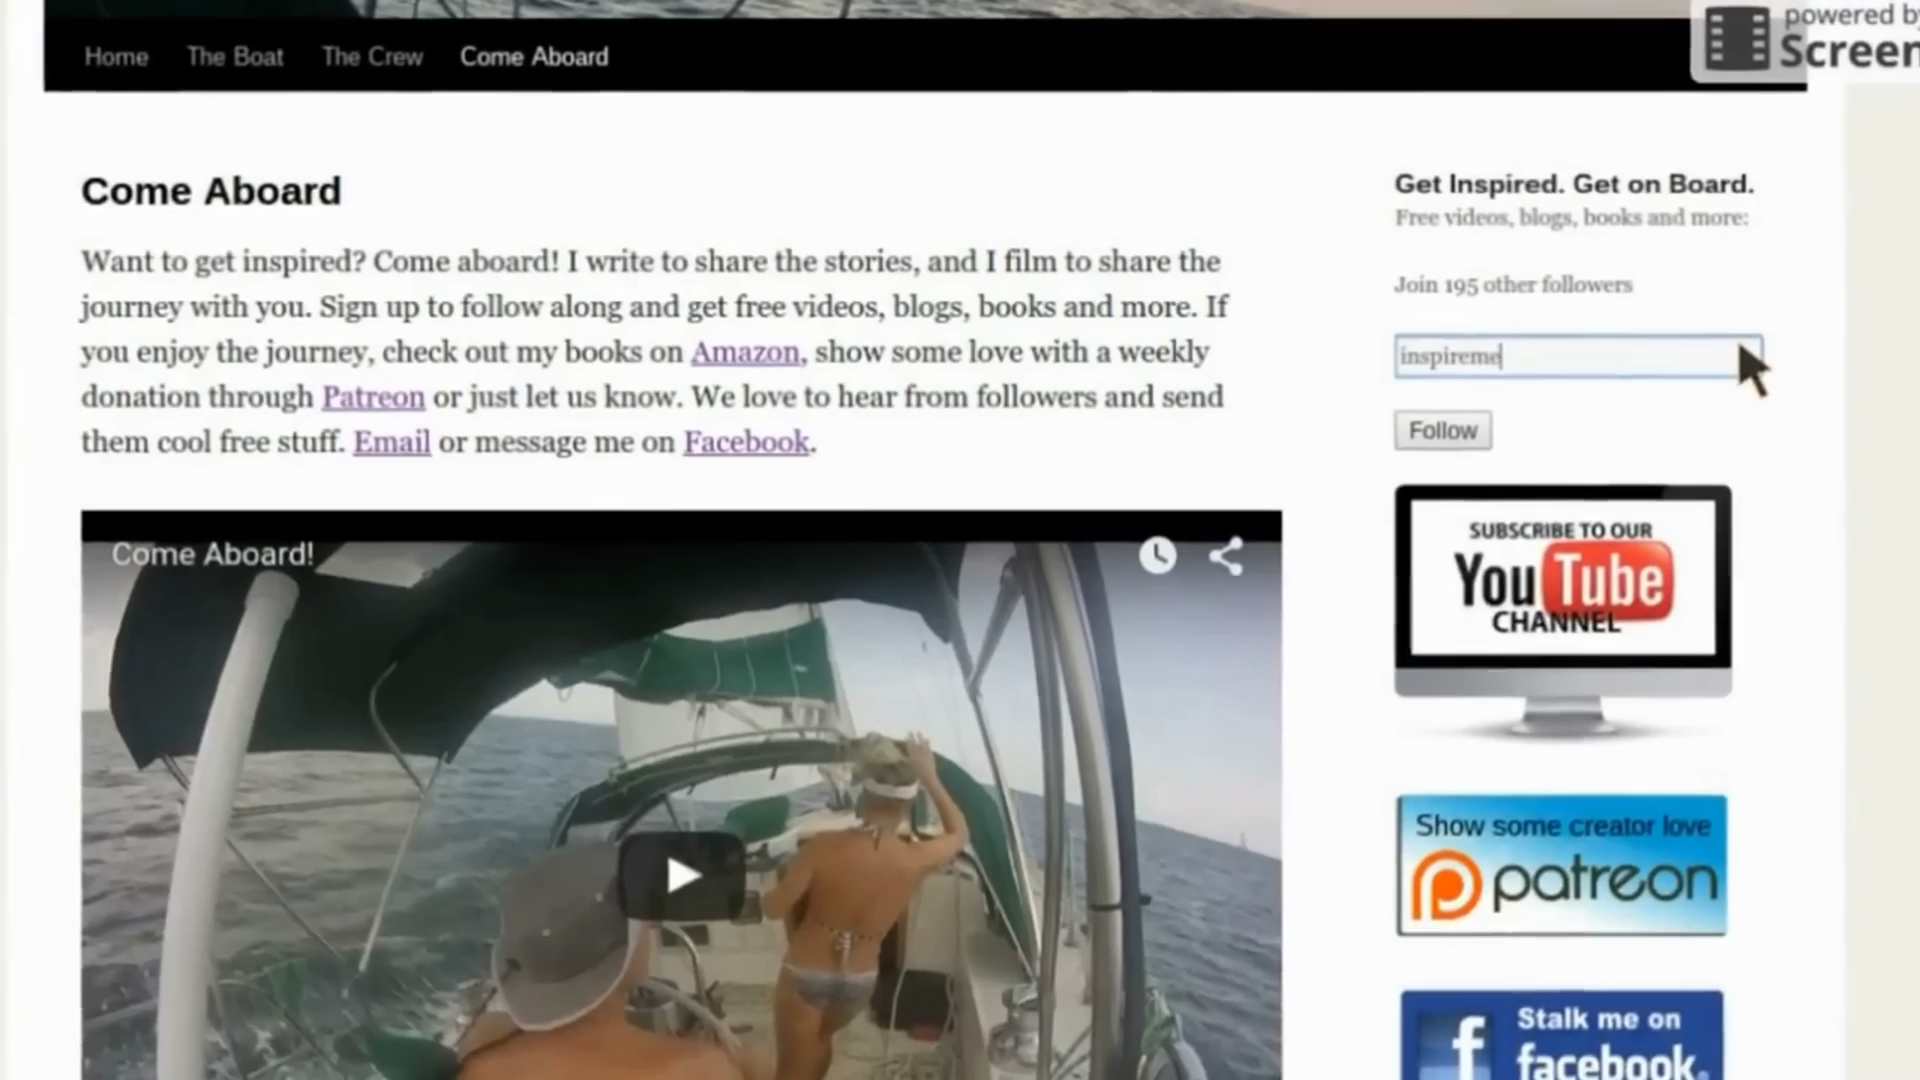 Home The Boat The Crew Come Aboard
powered by
Screen
Come Aboard
Want to get inspired? Come aboard! I write to share the stories, and I film to share the
journey with you. Sign up to follow along and get free videos, blogs, books and more. If
you enjoy the journey, check out my books on Amazon, show some love with a weekly
donation through Patreon or just let us know. We love to hear from followers and send
them cool free stuff. Email or message me on Facebook.
Come Aboard!
Get Inspired. Get on Board.
Free videos, blogs, books and more:
Join 195 other followers
inspireme
Follow
SUBSCRIBE TO OUR
YouTube
CHANNEL
Show some creator love
patreon
f
Stalk me on
facebook.